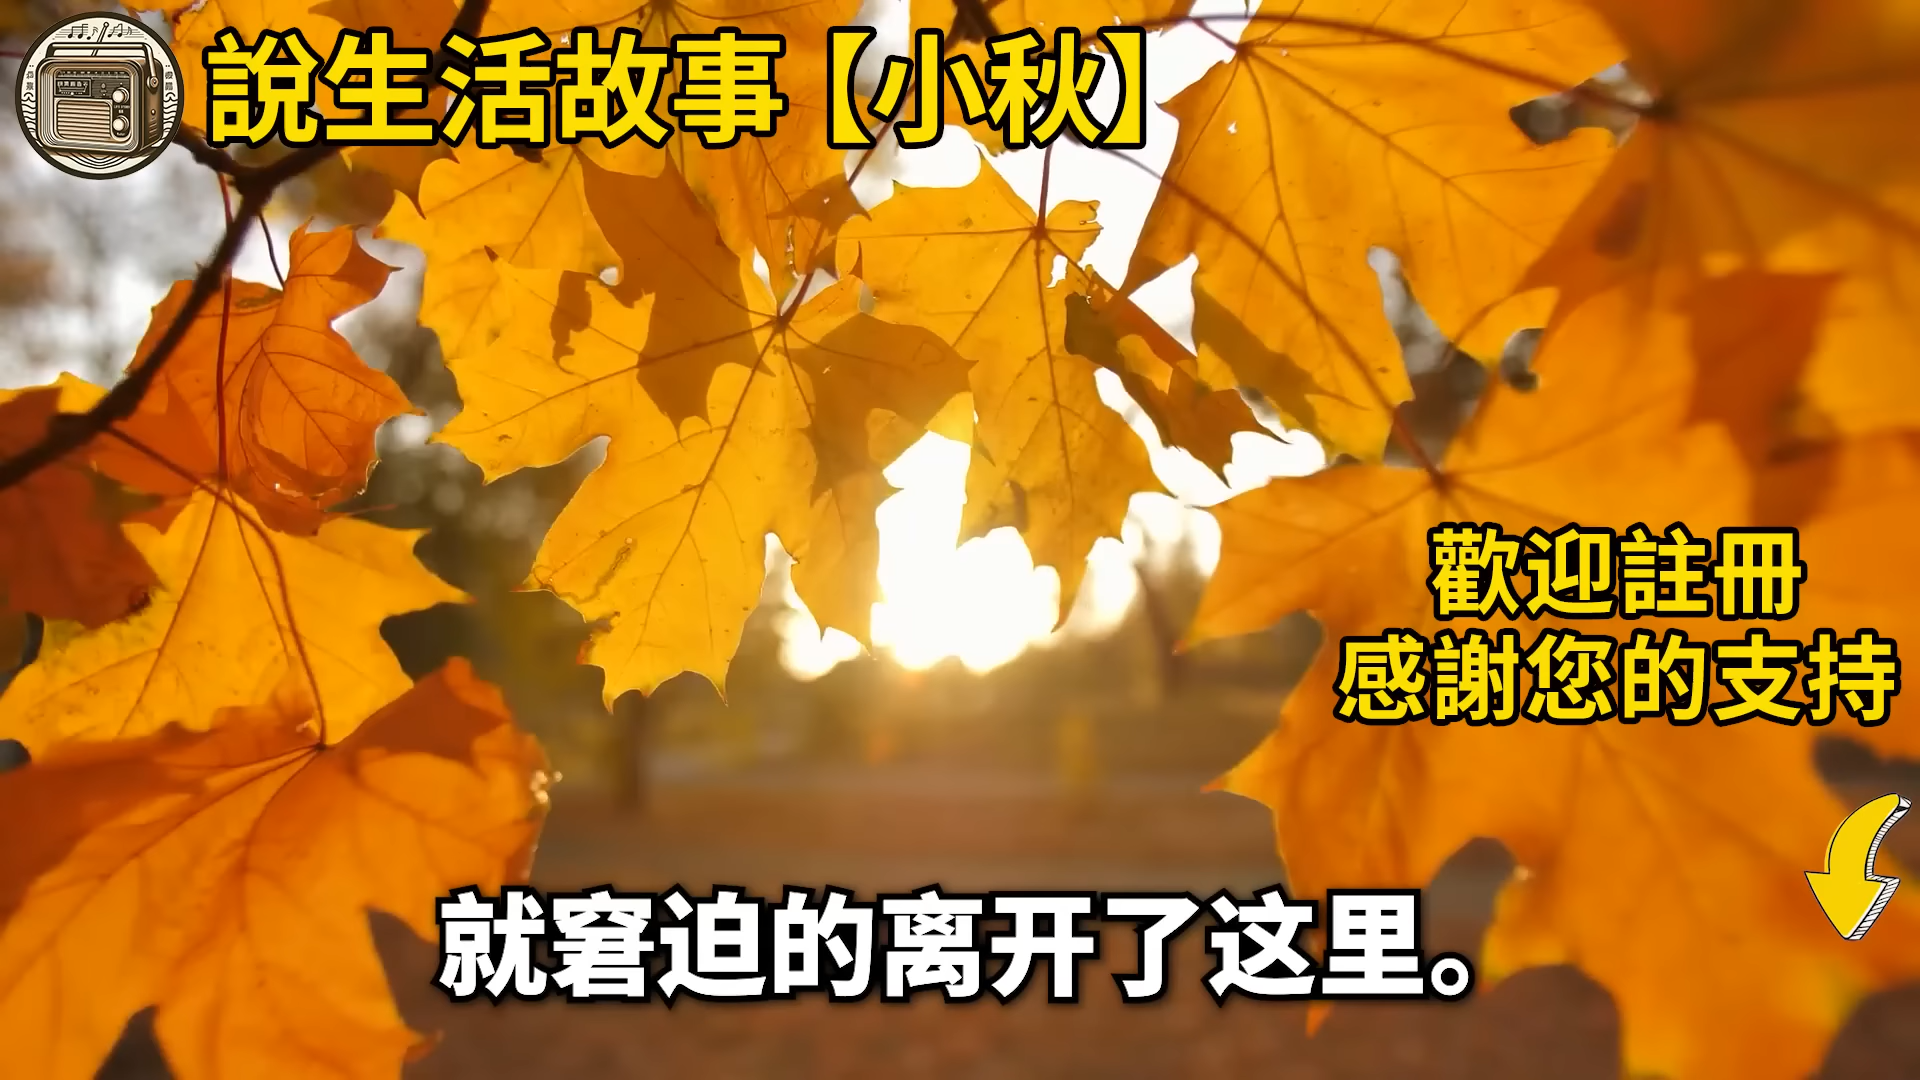 說生活故事【小秋】
歡迎註冊
感謝您的支持
就窘迫的离开了这里。